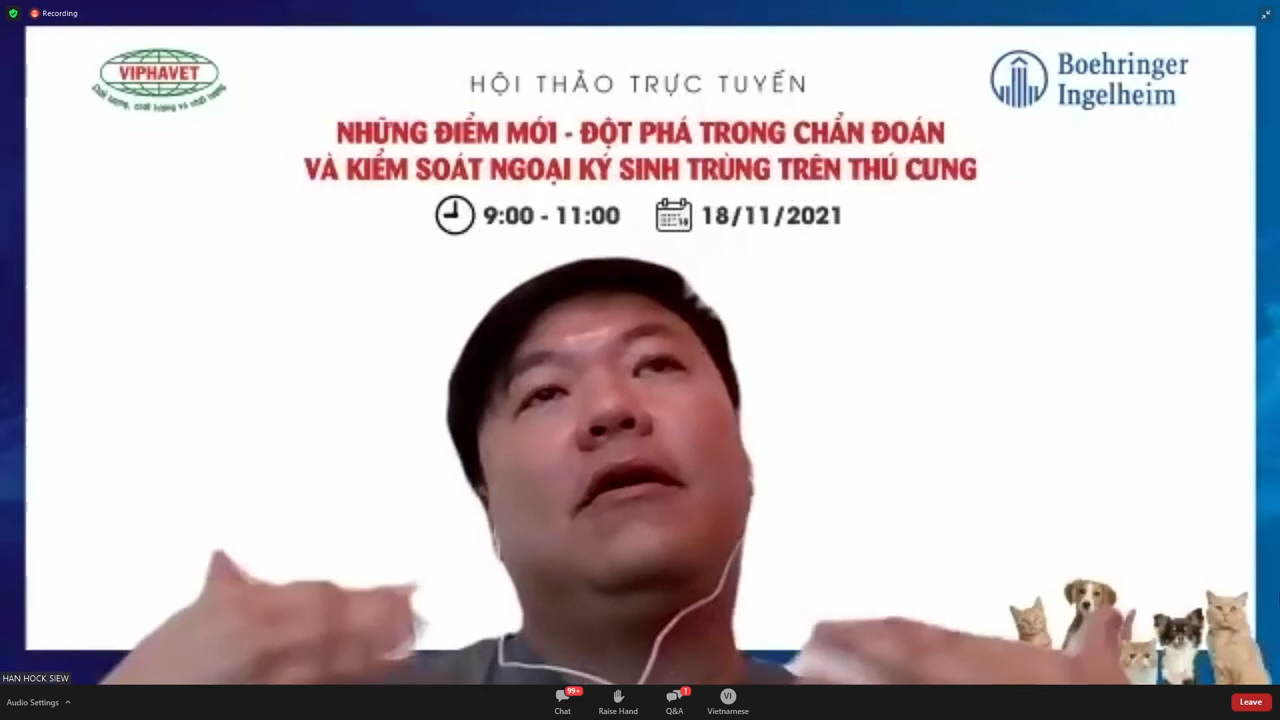 Recording
VIPHAVET
HỘI THẢO TRỰC TUYẾN
Boehringer
Ingelheim
NHỮNG ĐIỂM MỚI - ĐỘT PHÁ TRONG CHẨN ĐOÁN
VÀ KIỂM SOÁT NGOẠI KÝ SINH TRÙNG TRÊN THÚ CƯNG
9:00 - 11:00 18/11/2021
HAN HOCK SIEW
Audio Settings
99+
Chat
Raise Hand
1
Q&A
VI
Vietnamese
Leave